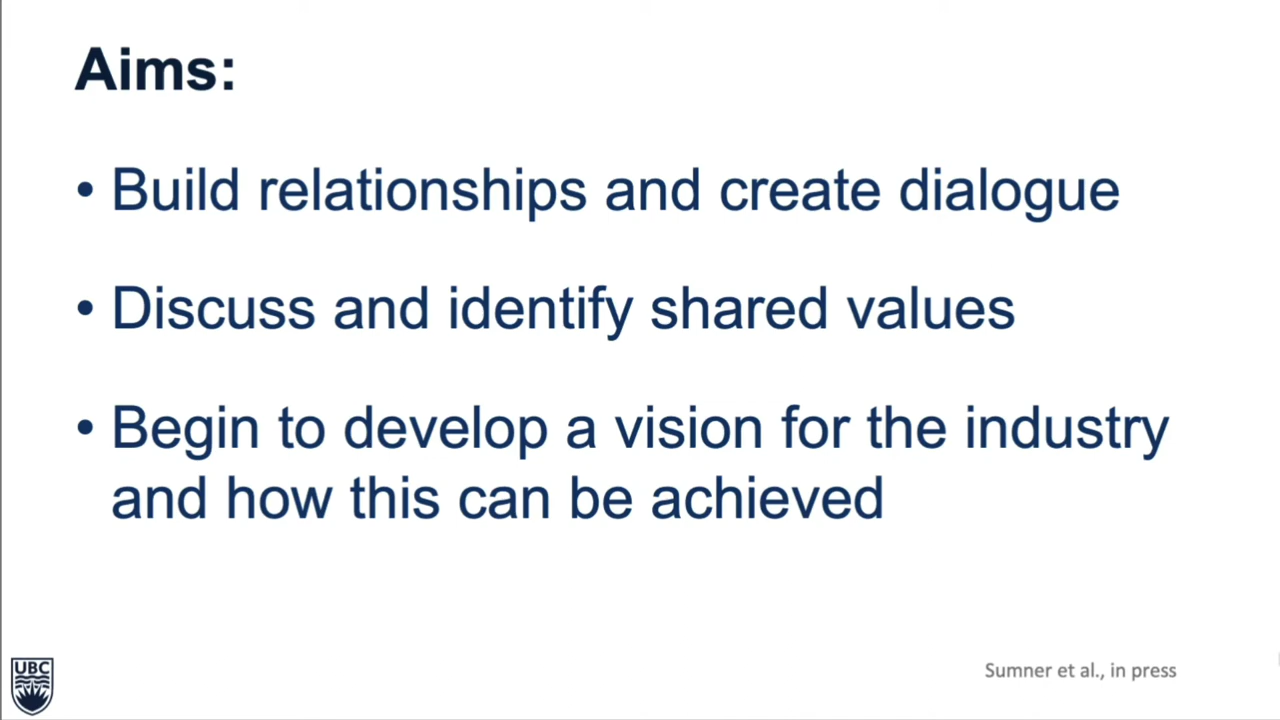 Aims:
• Build relationships and create dialogue
• Discuss and identify shared values
• Begin to develop a vision for the industry
and how this can be achieved
UBC
Sumner et al., in press